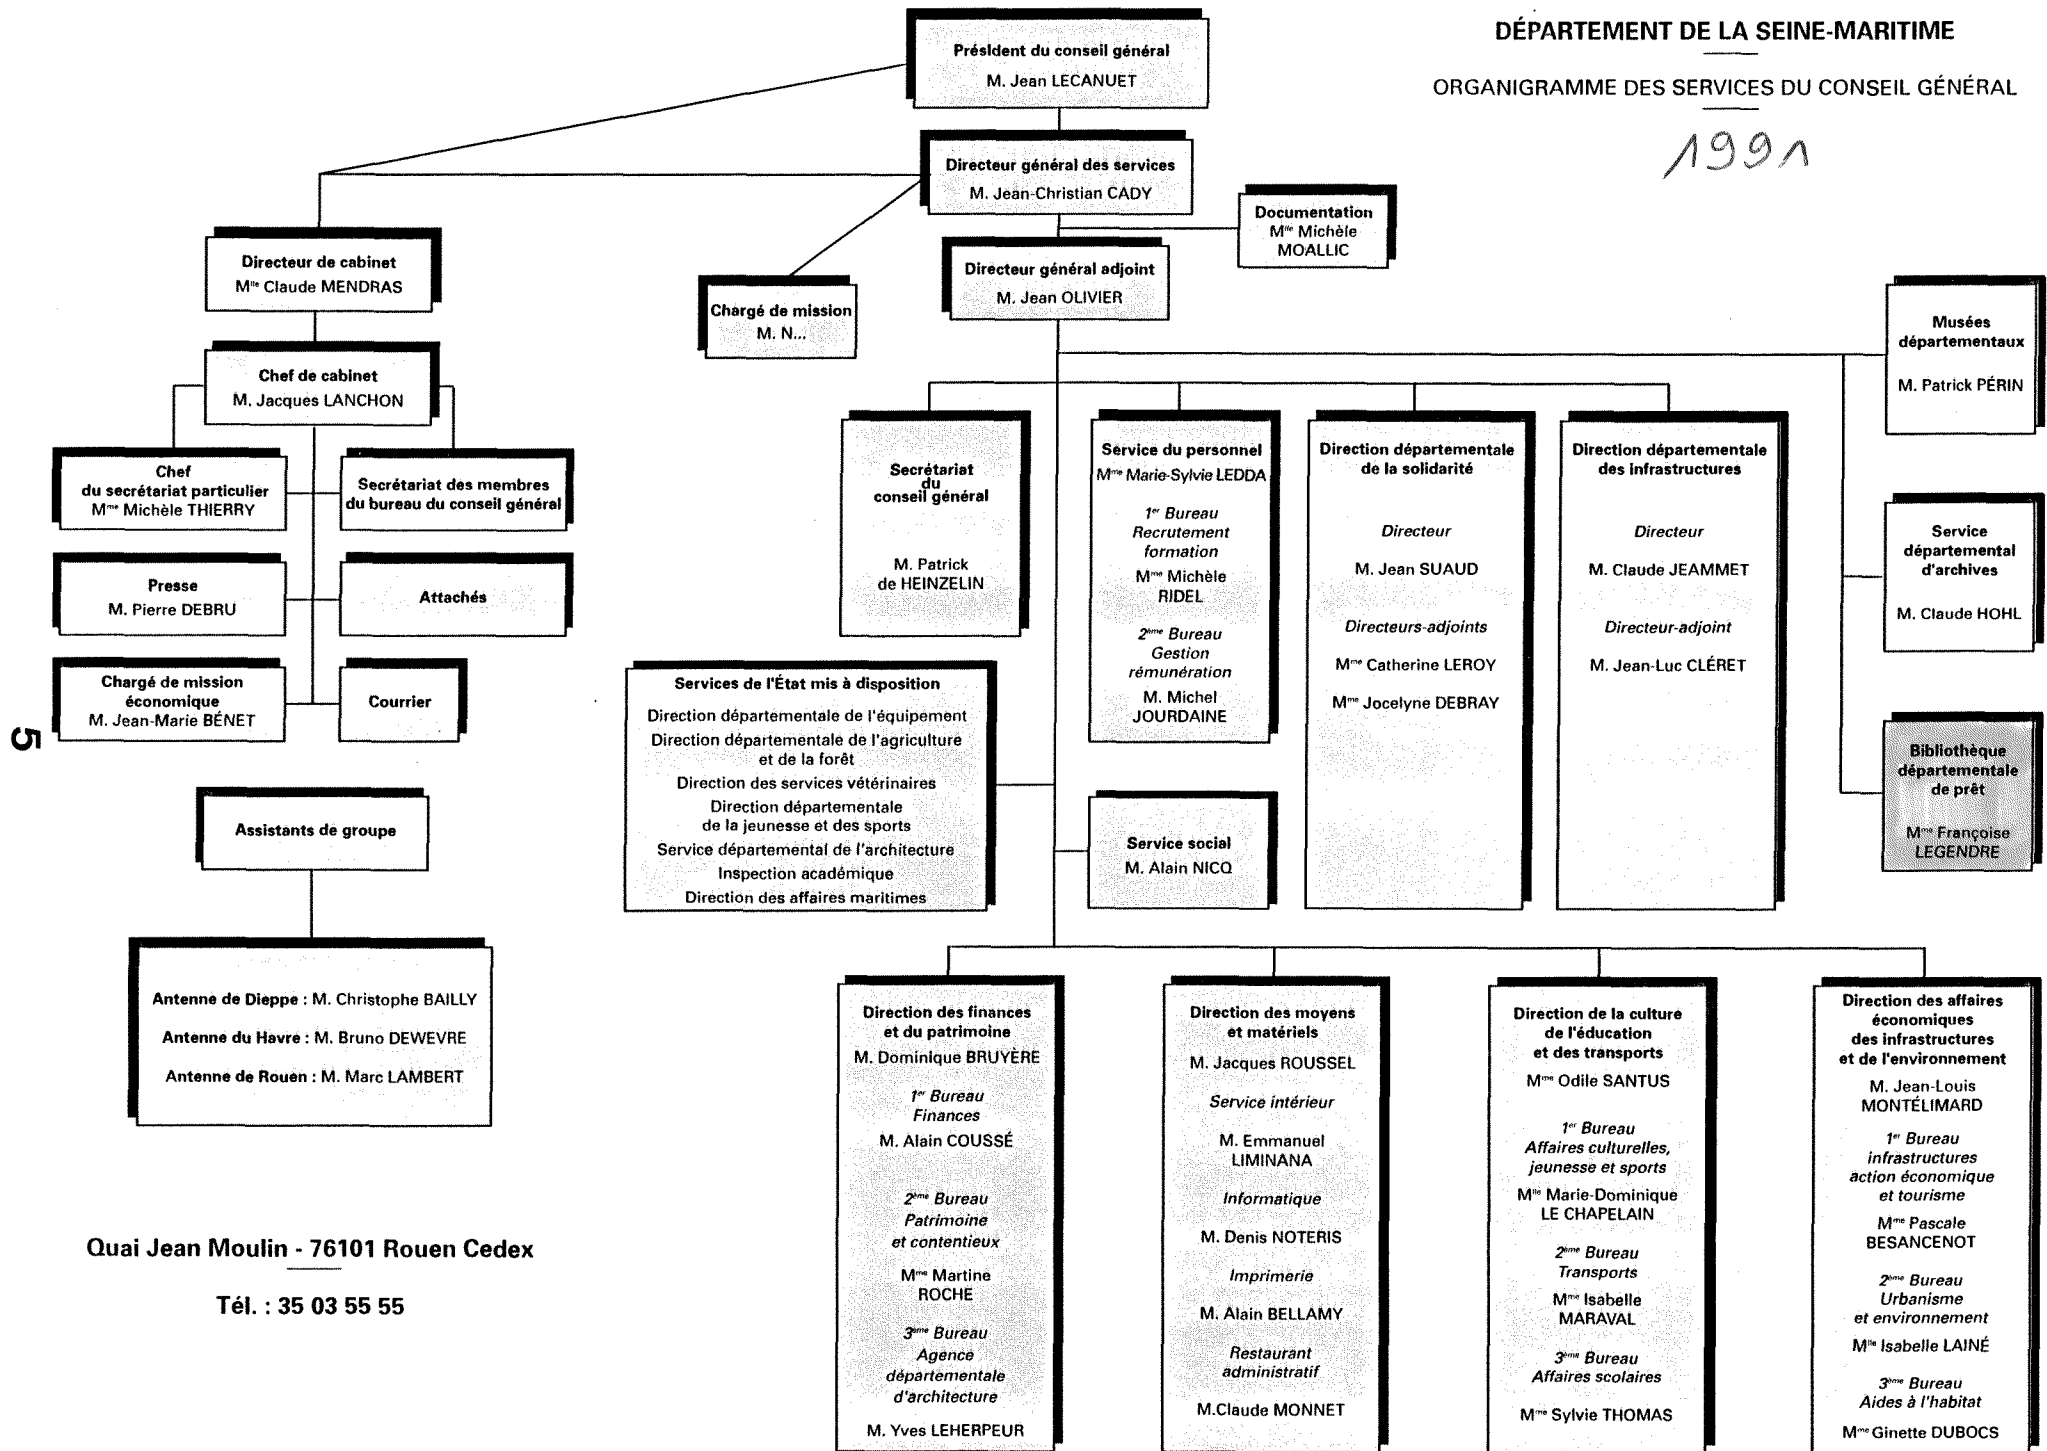 DÉPARTEMENT DE LA SEINE-MARITIME
ORGANIGRAMME DES SERVICES DU CONSEIL GÉNÉRAL
1991
Président du conseil général
M. Jean LECANUET
Directeur général des services
M. Jean-Christian CADY
Documentation
Mlle Michèle
MOALLIC
Directeur général adjoint
M. Jean OLIVIER
Chargé de mission
M. N...
Directeur de cabinet
Mlle Claude MENDRAS
Chef de cabinet
M. Jacques LANCHON
Chef
du secrétariat particulier
Mme Michèle THIERRY
Secrétariat des membres
du bureau du conseil général
Presse
M. Pierre DEBRU
Attachés
Chargé de mission
économique
M. Jean-Marie BÉNET
Courrier
5
Assistants de groupe
Antenne de Dieppe : M. Christophe BAILLY
Antenne du Havre : M. Bruno DEWEVRE
Antenne de Rouen : M. Marc LAMBERT
Quai Jean Moulin - 76101 Rouen Cedex
Tél. : 35 03 55 55
Musées
départementaux
M. Patrick PÉRIN
Service
départemental
d'archives
M. Claude HOHL
Bibliothèque
départementale
de prêt
Mme Françoise
LEGENDRE
Secrétariat
du
conseil général
M. Patrick
de HEINZELIN
Service du personnel
Mme Marie-Sylvie LEDDA
1er Bureau
Recrutement
formation
Mme Michèle
RIDEL
2ème Bureau
Gestion
rémunération
M. Michel
JOURDAINE
Direction départementale
de la solidarité
Directeur
M. Jean SUAUD
Directeurs-adjoints
Mme Catherine LEROY
Mme Jocelyne DEBRAY
Direction départementale
des infrastructures
Directeur
M. Claude JEAMMET
Directeur-adjoint
M. Jean-Luc CLÉRET
Services de l'État mis à disposition
Direction départementale de l'équipement
Direction départementale de l'agriculture
et de la forêt
Direction des services vétérinaires
Direction départementale
de la jeunesse et des sports
Service départemental de l'architecture
Inspection académique
Direction des affaires maritimes
Service social
M. Alain NICQ
Direction des finances
et du patrimoine
M. Dominique BRUYÈRE
1er Bureau
Finances
M. Alain COUSSÉ
2ème Bureau
Patrimoine
et contentieux
Mme Martine
ROCHE
3ème Bureau
Agence
départementale
d'architecture
M. Yves LEHERPEUR
Direction des moyens
et matériels
M. Jacques ROUSSEL
Service intérieur
M. Emmanuel
LIMINANA
Informatique
M. Denis NOTERIS
Imprimerie
M. Alain BELLAMY
Restaurant
administratif
M.Claude MONNET
Direction de la culture
de l'éducation
et des transports
Mme Odile SANTUS
1er Bureau
Affaires culturelles,
jeunesse et sports
Mlle Marie-Dominique
LE CHAPELAIN
2ème Bureau
Transports
Mme Isabelle
MARAVAL
3ème Bureau
Affaires scolaires
Mme Sylvie THOMAS
Direction des affaires
économiques
des infrastructures
et de l'environnement
M. Jean-Louis
MONTÉLIMARD
1er Bureau
infrastructures
action économique
et tourisme
Mme Pascale
BESANCENOT
2ème Bureau
Urbanisme
et environnement
Mlle Isabelle LAINÉ
3ème Bureau
Aides à l'habitat
Mme Ginette DUBOCS